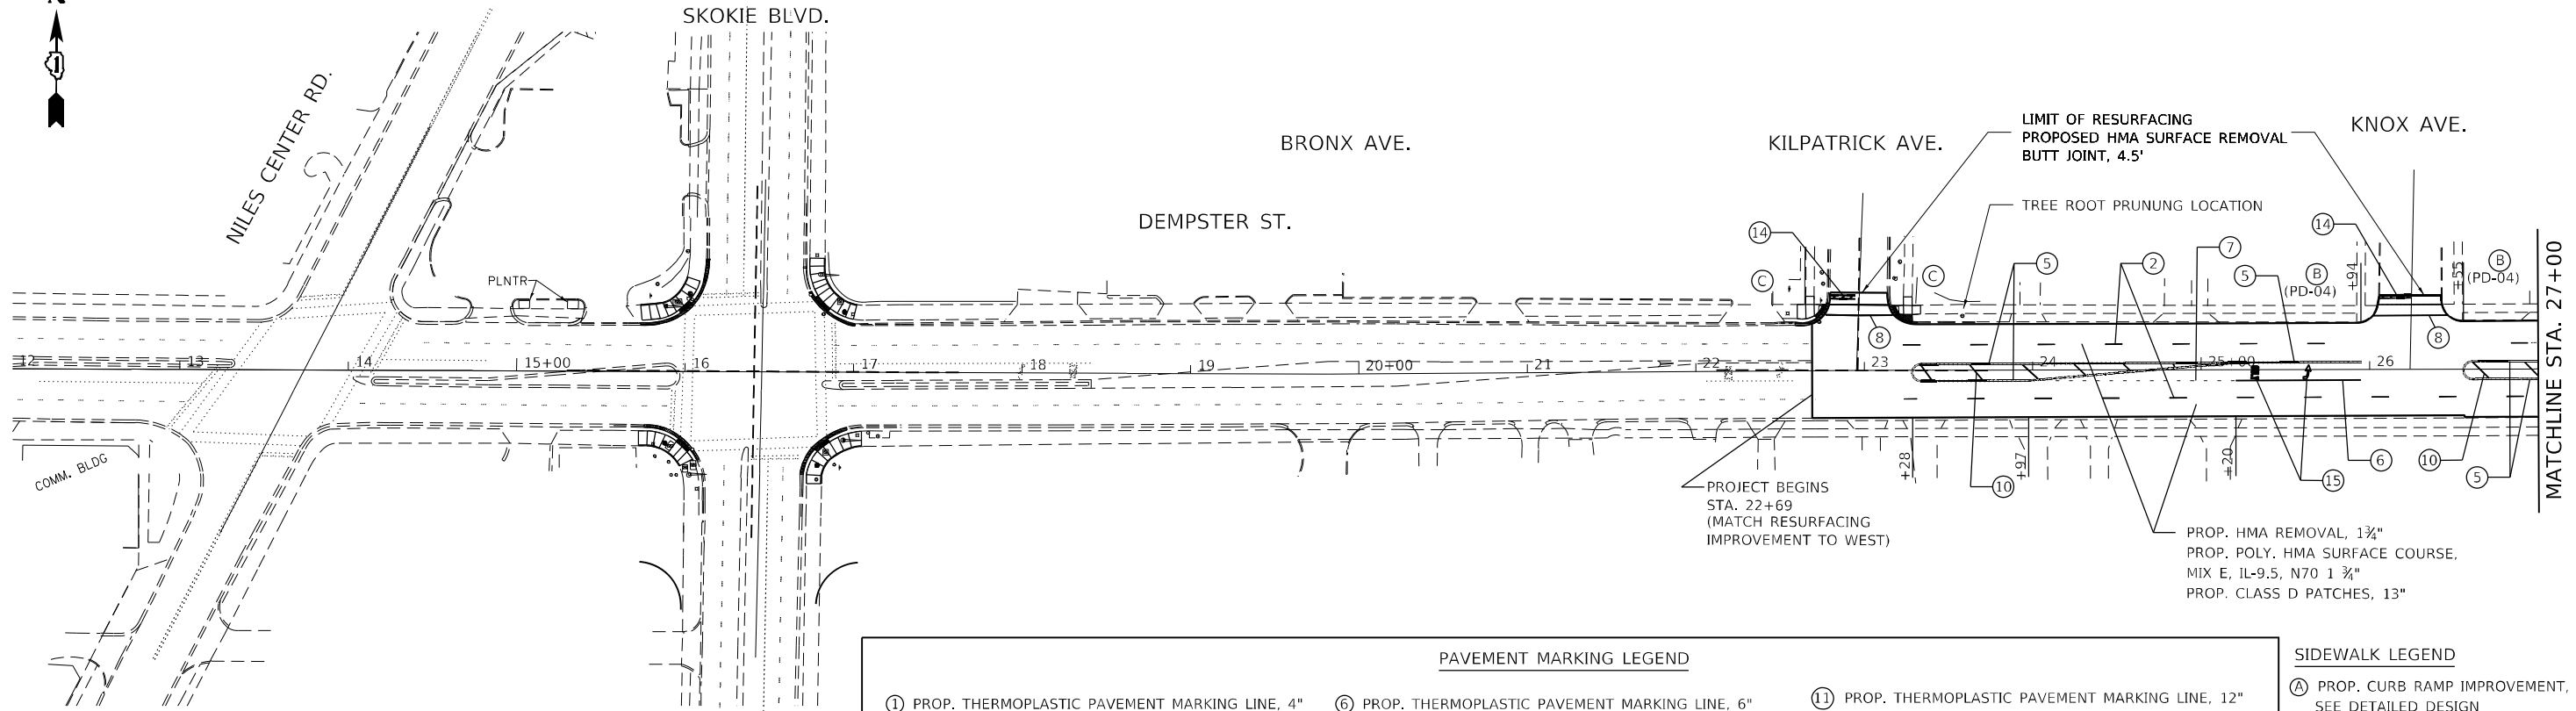 N
1
SKOKIE BLVD.
NILES CENTER RD.
BRONX AVE.
DEMPSTER ST.
KILPATRICK AVE.
LIMIT OF RESURFACING
PROPOSED HMA SURFACE REMOVAL
BUTT JOINT, 4.5'
KNOX AVE.
TREE ROOT PRUNUNG LOCATION
14
14
7
5
2
5
C
C
B
(PD-04)
+94
+55
B
(PD-04)
PLNTR
8
8
12
13
14
15+00
16
17
18
19
20+00
21
22
23
24
25+00
26
MATCHLINE STA. 27+00
COMM. BLDG
+28
+97
+20
10
15
6
10
5
PROJECT BEGINS
STA. 22+69
(MATCH RESURFACING
IMPROVEMENT TO WEST)
PROP. HMA REMOVAL, 1¾"
PROP. POLY. HMA SURFACE COURSE,
MIX E, IL-9.5, N70 1 ¾"
PROP. CLASS D PATCHES, 13"
PAVEMENT MARKING LEGEND
1 PROP. THERMOPLASTIC PAVEMENT MARKING LINE, 4"
6 PROP. THERMOPLASTIC PAVEMENT MARKING LINE, 6"
11 PROP. THERMOPLASTIC PAVEMENT MARKING LINE, 12"
SIDEWALK LEGEND
A PROP. CURB RAMP IMPROVEMENT,
SEE DETAILED DESIGN